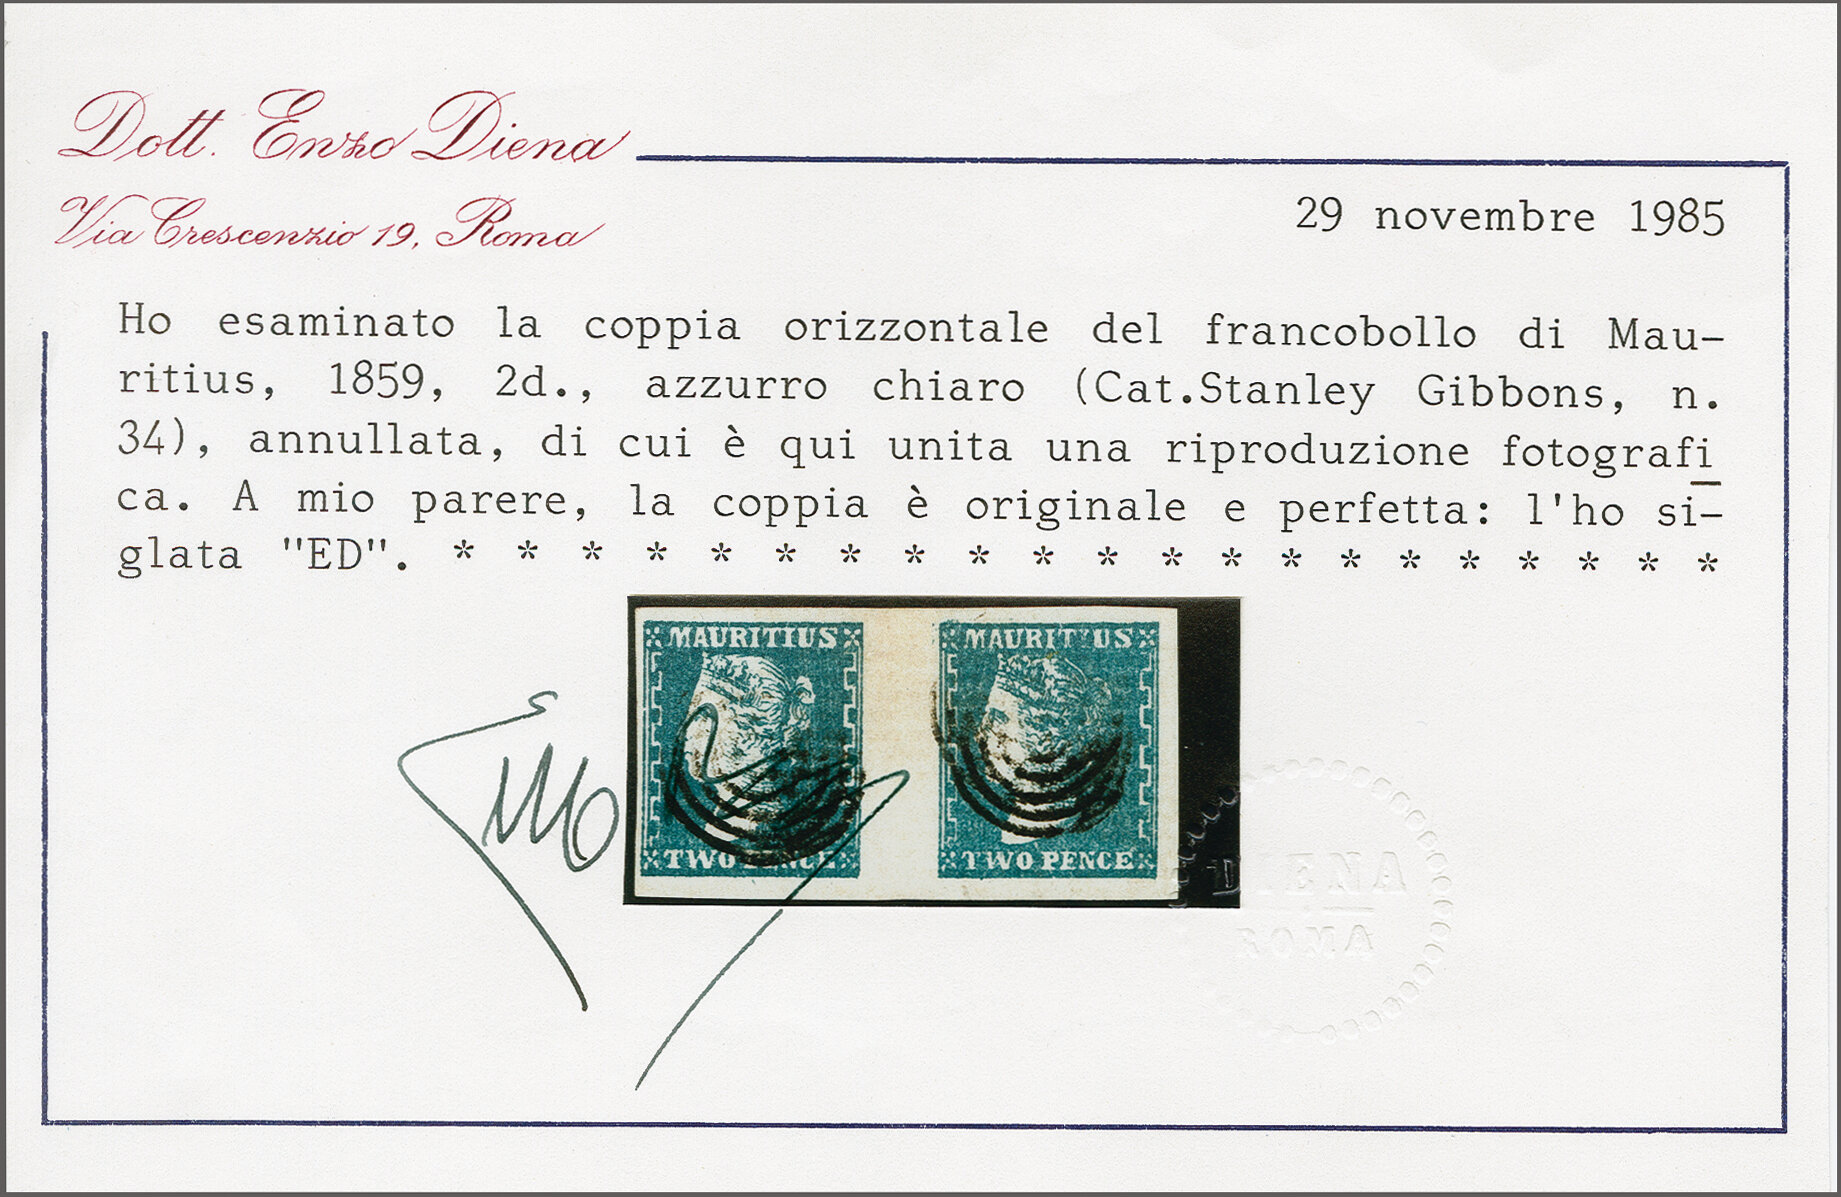 Dott. Enzo Diena
Via Crescenzio 19, Roma
29 novembre 1985
Ho esaminato la coppia orizzontale del francobollo di Mau-
ritius, 1859, 2d., azzurro chiaro (Cat.Stanley Gibbons, n.
34), annullata, di cui è qui unita una riproduzione fotografi
ca. A mio parere, la coppia è originale e perfetta: l'ho si-
glata "ED". * * * * * * * * * * * * * * * * * * * * *
MAURITIUS MAURIT'US
TWO PENCE TWO PENCE
DIENA
ROMA